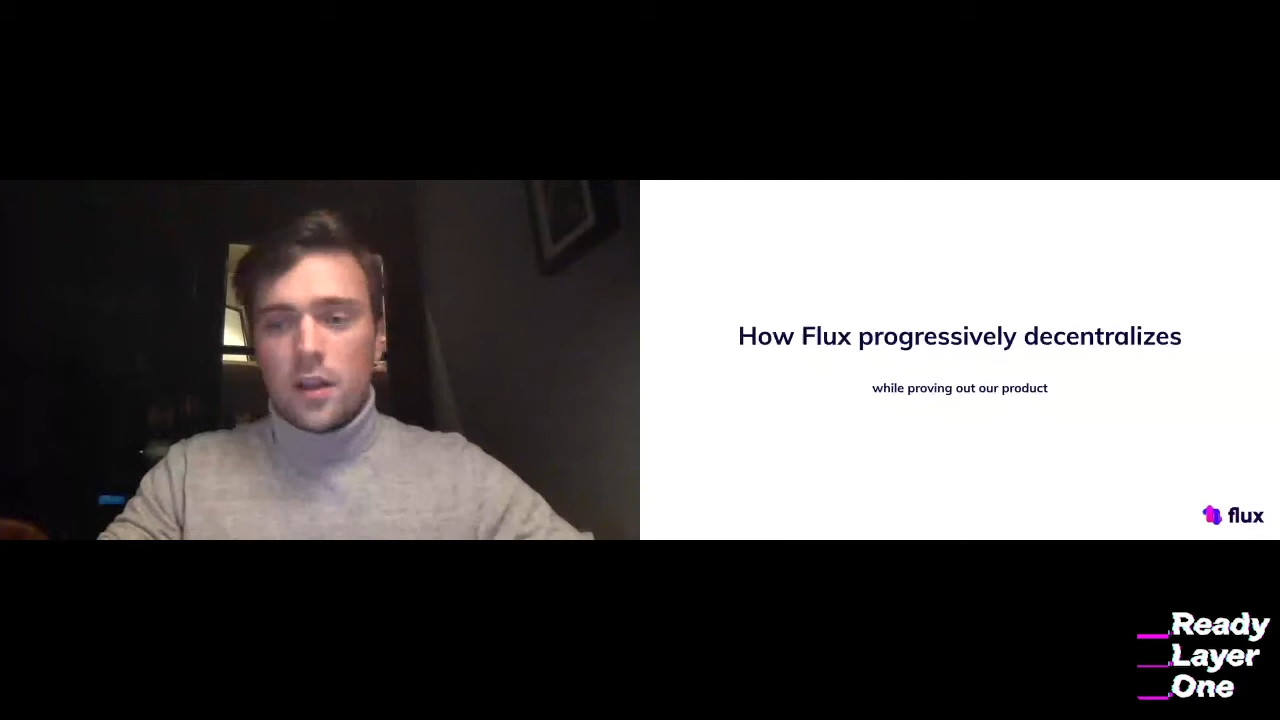 How Flux progressively decentralizes
while proving out our product
flux
Ready
Layer
One